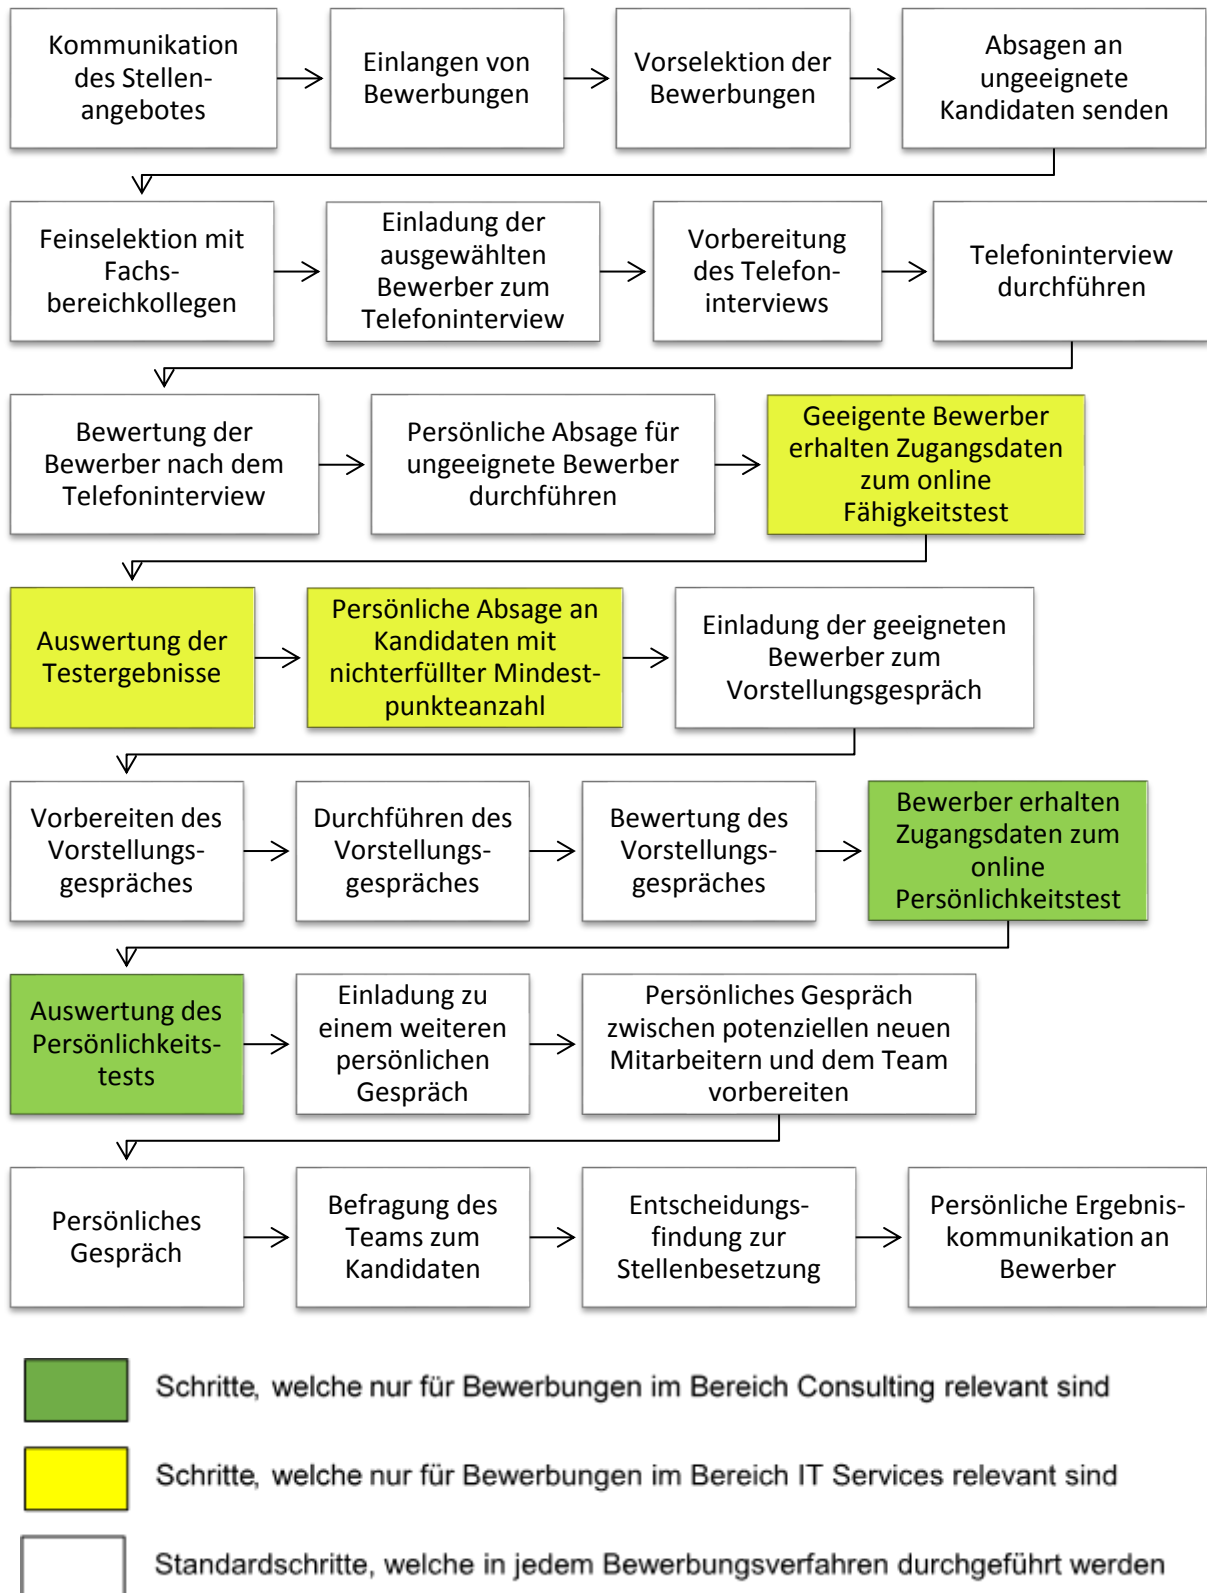 Kommunikation
des Stellen-
angebotes
Einlangen von
Bewerbungen
Vorselektion der
Bewerbungen
Absagen an
ungeeignete
Kandidaten senden
Feinselektion mit
Fachs-
bereichkollegen
Einladung der
ausgewählten
Bewerber zum
Telefoninterview
Vorbereitung
des Telefon-
interviews
Telefoninterview
durchführen
Bewertung der
Bewerber nach dem
Telefoninterview
Persönliche Absage für
ungeeignete Bewerber
durchführen
Geeigente Bewerber
erhalten Zugangsdaten
zum online
Fähigkeitstest
Auswertung der
Testergebnisse
Persönliche Absage an
Kandidaten mit
nichterfüllter Mindest-
punkteanzahl
Einladung der geeigneten
Bewerber zum
Vorstellungsgespräch
Vorbereiten des
Vorstellungs-
gespräches
Durchführen des
Vorstellungs-
gespräches
Bewertung des
Vorstellungs-
gespräches
Bewerber erhalten
Zugangsdaten zum
online
Persönlichkeitstest
Auswertung des
Persönlichkeits-
tests
Einladung zu
einem weiteren
persönlichen
Gespräch
Persönliches Gespräch
zwischen potenziellen neuen
Mitarbeitern und dem Team
vorbereiten
Persönliches
Gespräch
Befragung des
Teams zum
Kandidaten
Entscheidungs-
findung zur
Stellenbesetzung
Persönliche Ergebnis-
kommunikation an
Bewerber
Schritte, welche nur für Bewerbungen im Bereich Consulting relevant sind
Schritte, welche nur für Bewerbungen im Bereich IT Services relevant sind
Standardschritte, welche in jedem Bewerbungsverfahren durchgeführt werden